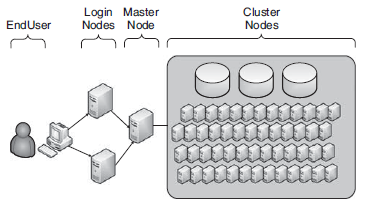 EndUser
Login
Nodes
Master
Node
Cluster
Nodes